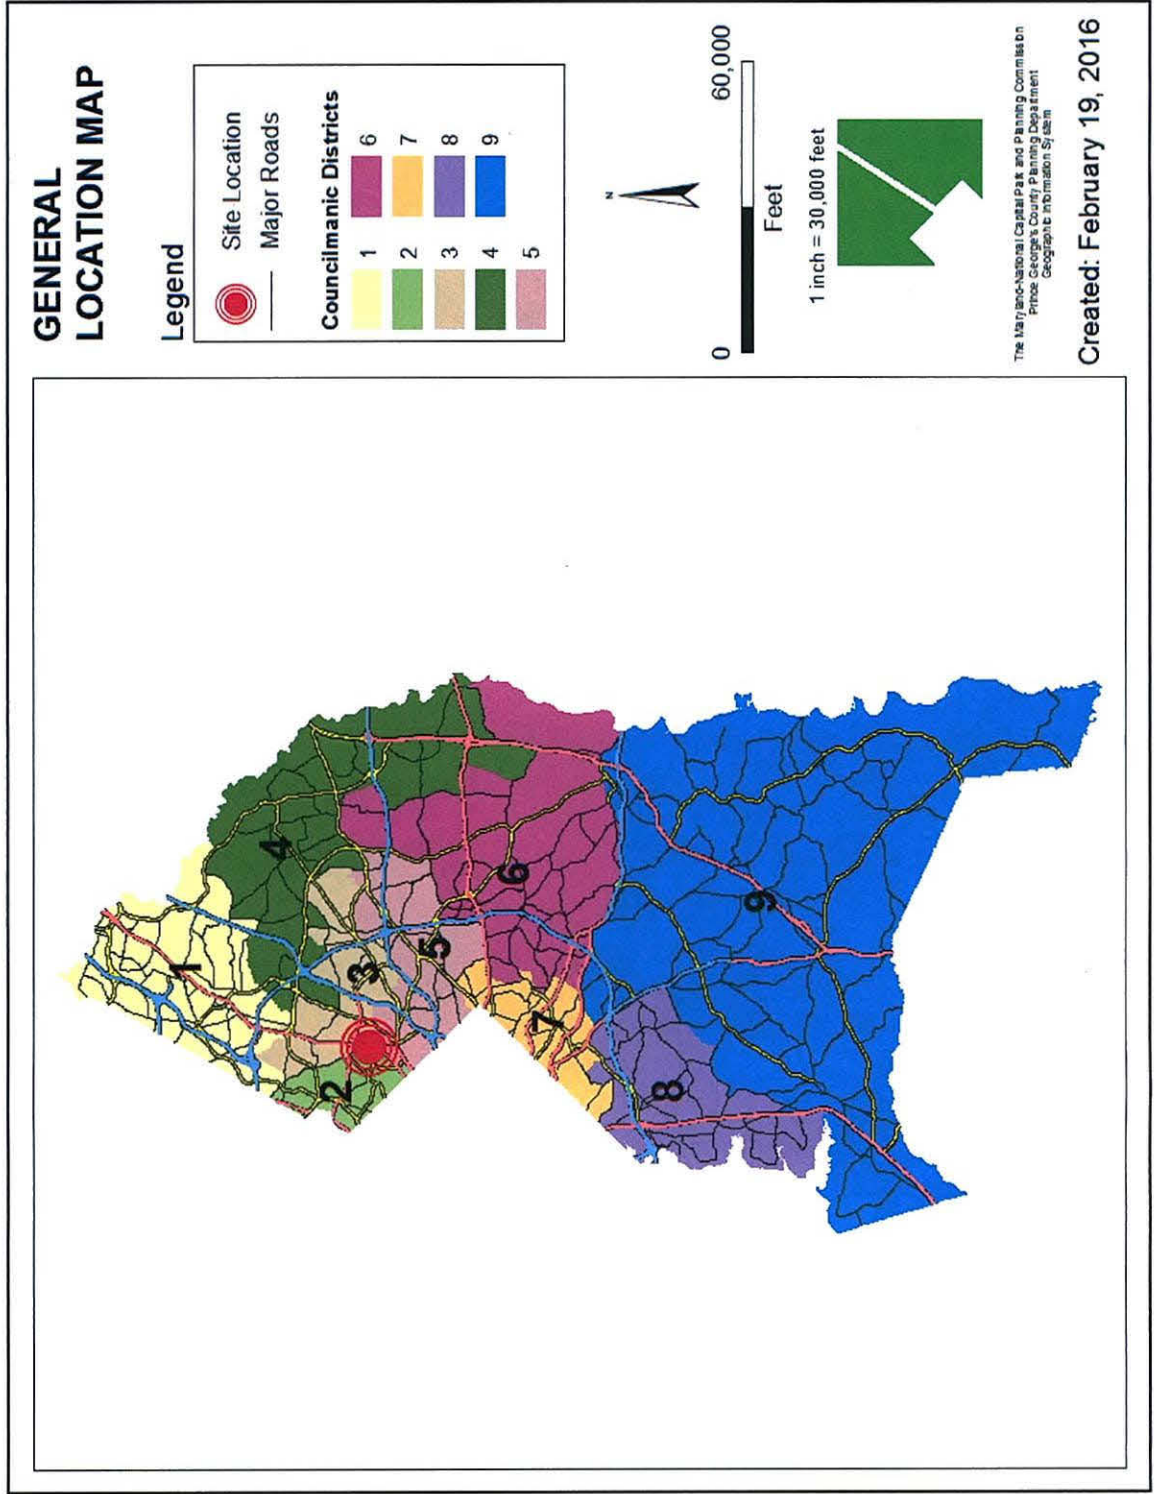 GENERAL
LOCATION MAP
Legend
Site Location
Major Roads
Councilmanic Districts
1
2
3
4
5
6
7
8
9
N
0
60,000
Feet
1 inch = 30,000 feet
The Maryland-National Capital Park and Planning Commission
Prince George's County Planning Department
Geographic Information System
Created: February 19, 2016
1
2
3
4
5
6
7
8
9